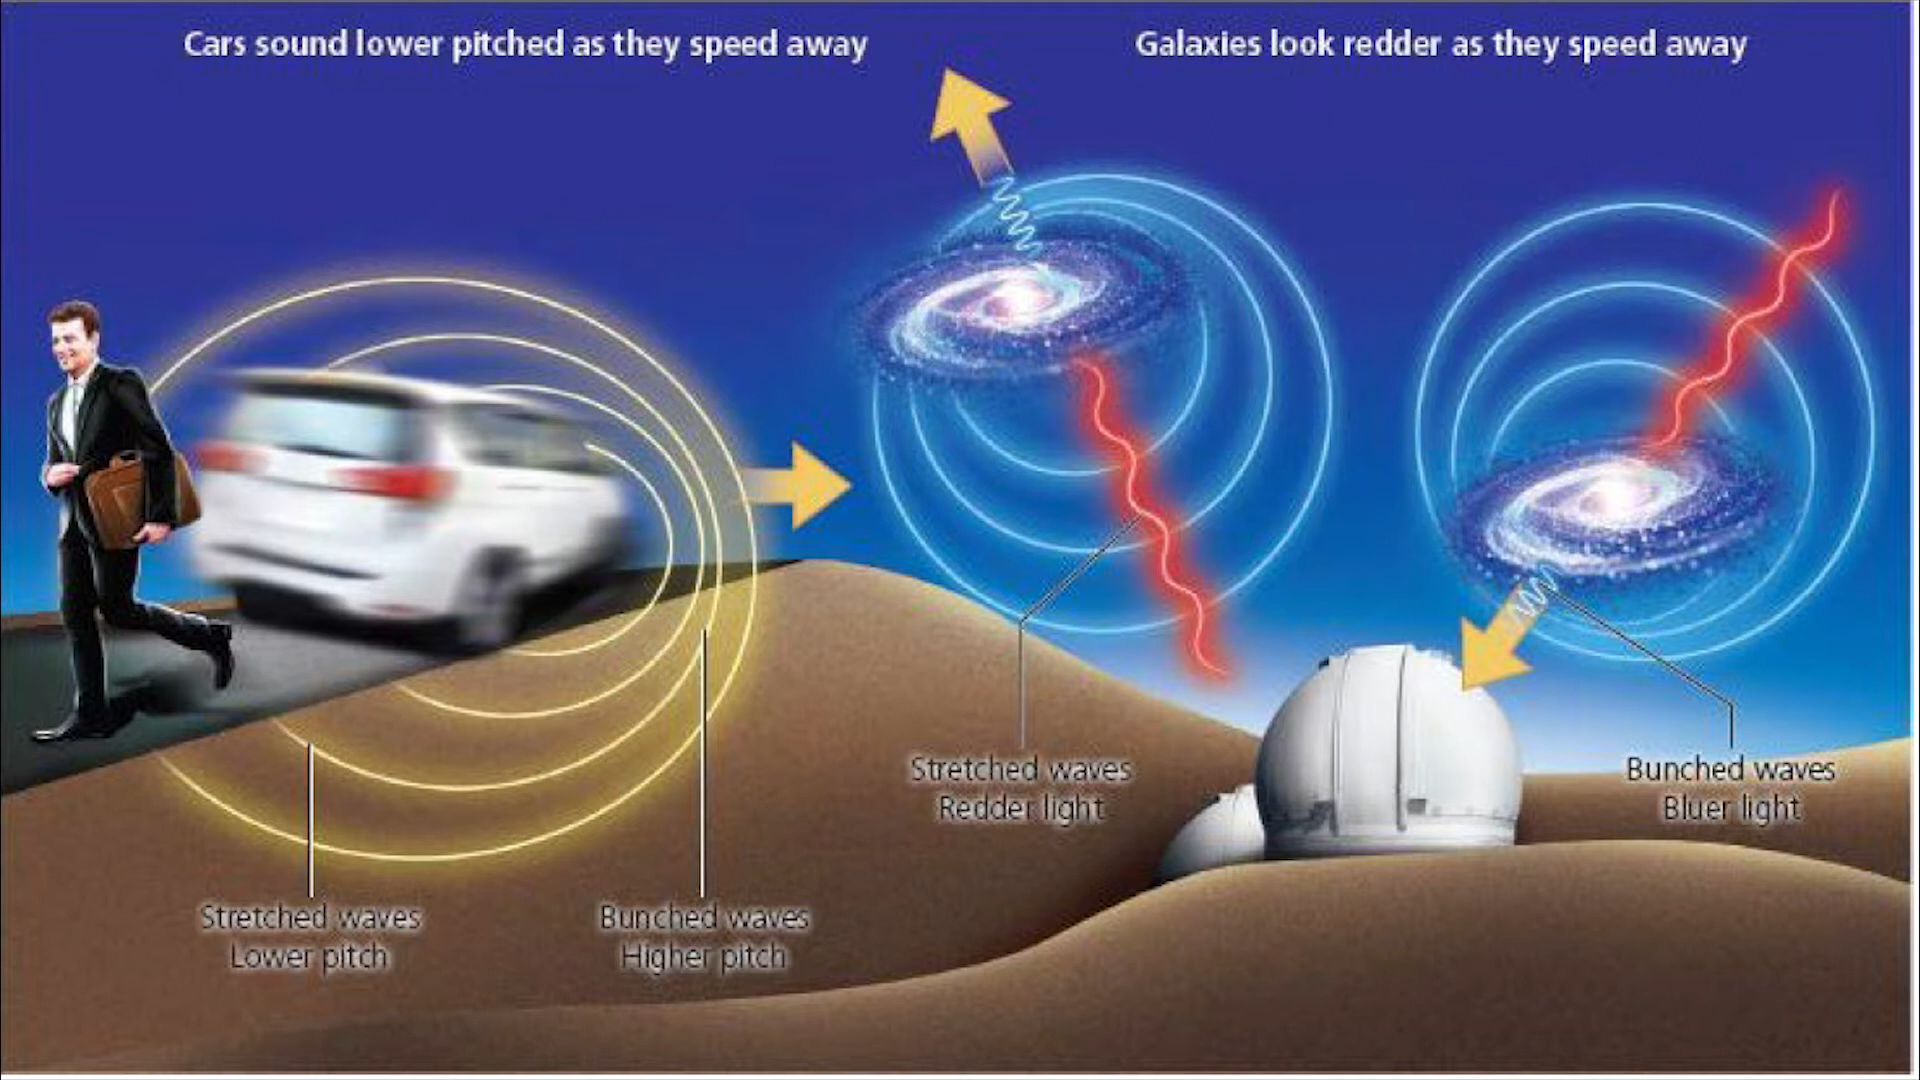 Cars sound lower pitched as they speed away
Galaxies look redder as they speed away
Stretched waves
Redder light
Bunched waves
Bluer light
Stretched waves
Lower pitch
Bunched waves
Higher pitch